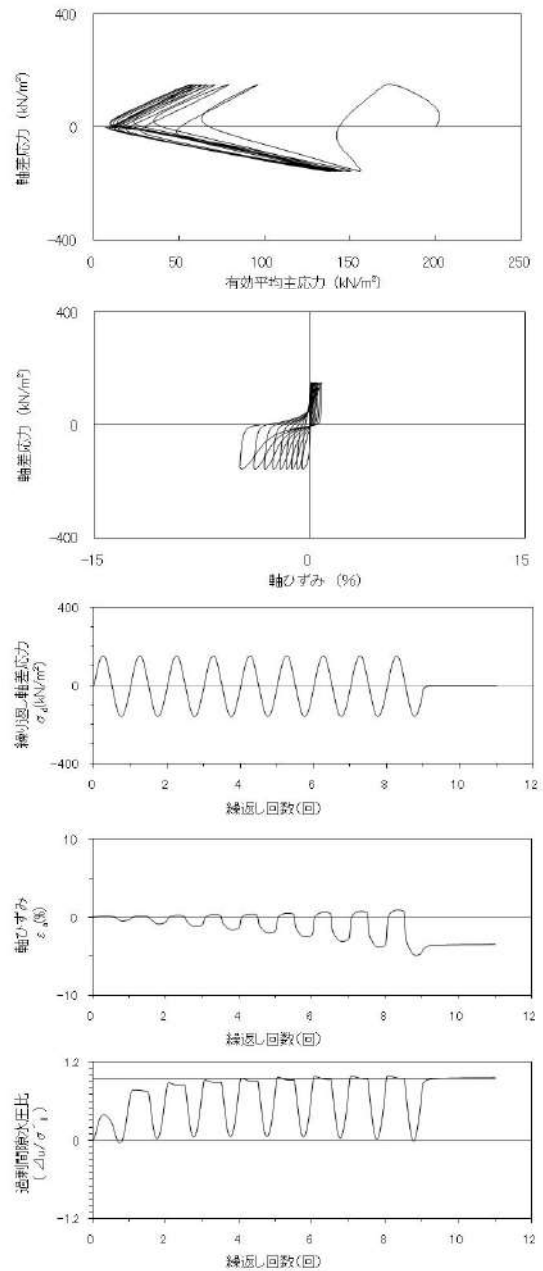 400
0
-400
軸差応力 (kN/m²)
0 50 100 150 200 250
有効平均主応力 (kN/m²)
400
0
-400
軸差応力 (kN/m²)
-15 0 15
軸ひずみ (%)
400
0
-400
繰り返し軸差応力
σd(kN/m²)
0 2 4 6 8 10 12
繰返し回数(回)
10
0
-10
軸ひずみ
εa(%)
0 2 4 6 8 10 12
繰返し回数(回)
1.2
0
-1.2
過剰間隙水圧比
0 2 4 6 8 10 12
繰返し回数(回)